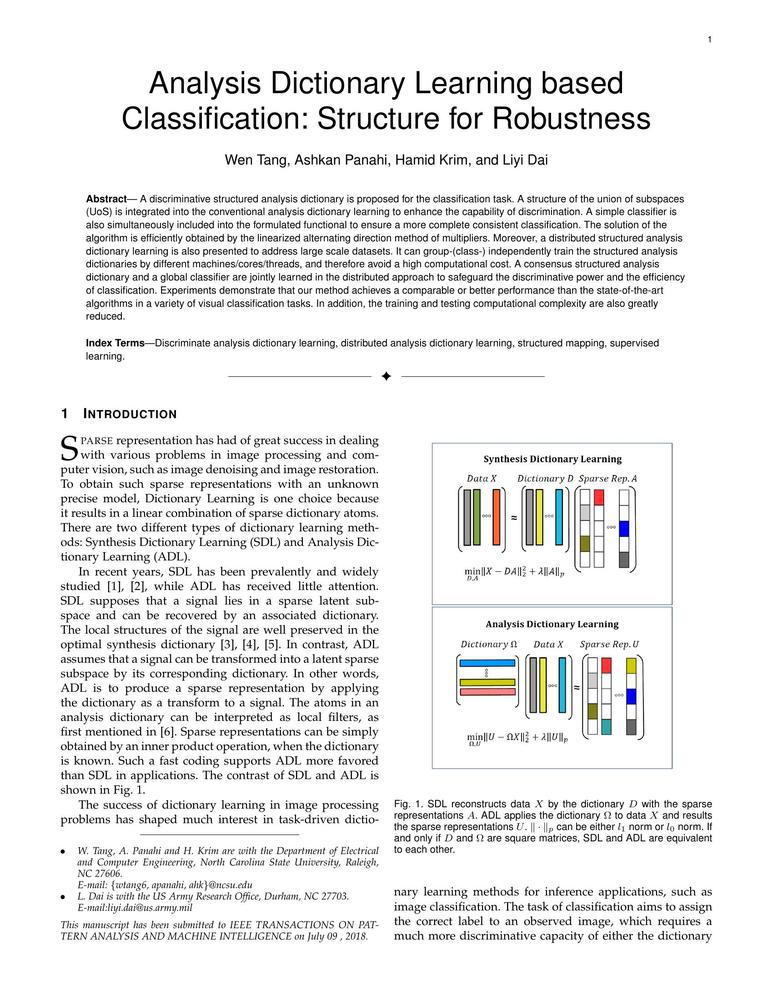 1
Analysis Dictionary Learning based
Classification: Structure for Robustness
Wen Tang, Ashkan Panahi, Hamid Krim, and Liyi Dai
Abstract— A discriminative structured analysis dictionary is proposed for the classification task. A structure of the union of subspaces
(UoS) is integrated into the conventional analysis dictionary learning to enhance the capability of discrimination. A simple classifier is
also simultaneously included into the formulated functional to ensure a more complete consistent classification. The solution of the
algorithm is efficiently obtained by the linearized alternating direction method of multipliers. Moreover, a distributed structured analysis
dictionary learning is also presented to address large scale datasets. It can group-(class-) independently train the structured analysis
dictionaries by different machines/cores/threads, and therefore avoid a high computational cost. A consensus structured analysis
dictionary and a global classifier are jointly learned in the distributed approach to safeguard the discriminative power and the efficiency
of classification. Experiments demonstrate that our method achieves a comparable or better performance than the state-of-the-art
algorithms in a variety of visual classification tasks. In addition, the training and testing computational complexity are also greatly
reduced.
Index Terms—Discriminate analysis dictionary learning, distributed analysis dictionary learning, structured mapping, supervised
learning.
1 INTRODUCTION
SPARSE representation has had of great success in dealing
with various problems in image processing and com-
puter vision, such as image denoising and image restoration.
To obtain such sparse representations with an unknown
precise model, Dictionary Learning is one choice because
it results in a linear combination of sparse dictionary atoms.
There are two different types of dictionary learning meth-
ods: Synthesis Dictionary Learning (SDL) and Analysis Dic-
tionary Learning (ADL).
In recent years, SDL has been prevalently and widely
studied [1], [2], while ADL has received little attention.
SDL supposes that a signal lies in a sparse latent sub-
space and can be recovered by an associated dictionary.
The local structures of the signal are well preserved in the
optimal synthesis dictionary [3], [4], [5]. In contrast, ADL
assumes that a signal can be transformed into a latent sparse
subspace by its corresponding dictionary. In other words,
ADL is to produce a sparse representation by applying
the dictionary as a transform to a signal. The atoms in an
analysis dictionary can be interpreted as local filters, as
first mentioned in [6]. Sparse representations can be simply
obtained by an inner product operation, when the dictionary
is known. Such a fast coding supports ADL more favored
than SDL in applications. The contrast of SDL and ADL is
shown in Fig. 1.
The success of dictionary learning in image processing
problems has shaped much interest in task-driven dictio-
• W. Tang, A. Panahi and H. Krim are with the Department of Electrical
and Computer Engineering, North Carolina State University, Raleigh,
NC 27606.
E-mail: {wtang6, apanahi, ahk}@ncsu.edu
• L. Dai is with the US Army Research Office, Durham, NC 27703.
E-mail:liyi.dai@us.army.mil
This manuscript has been submitted to IEEE TRANSACTIONS ON PAT-
TERN ANALYSIS AND MACHINE INTELLIGENCE on July 09 , 2018.
Synthesis Dictionary Learning
Data X Dictionary D Sparse Rep. A
≈
min D,A ‖X − DA‖₂² + λ‖A‖ₚ
Analysis Dictionary Learning
Dictionary Ω Data X Sparse Rep. U
≈
min Ω,U ‖U − ΩX‖₂² + λ‖U‖ₚ
Fig. 1. SDL reconstructs data X by the dictionary D with the sparse
representations A. ADL applies the dictionary Ω to data X and results
the sparse representations U. ‖ · ‖ₚ can be either l₁ norm or l₀ norm. If
and only if D and Ω are square matrices, SDL and ADL are equivalent
to each other.
nary learning methods for inference applications, such as
image classification. The task of classification aims to assign
the correct label to an observed image, which requires a
much more discriminative capacity of either the dictionary